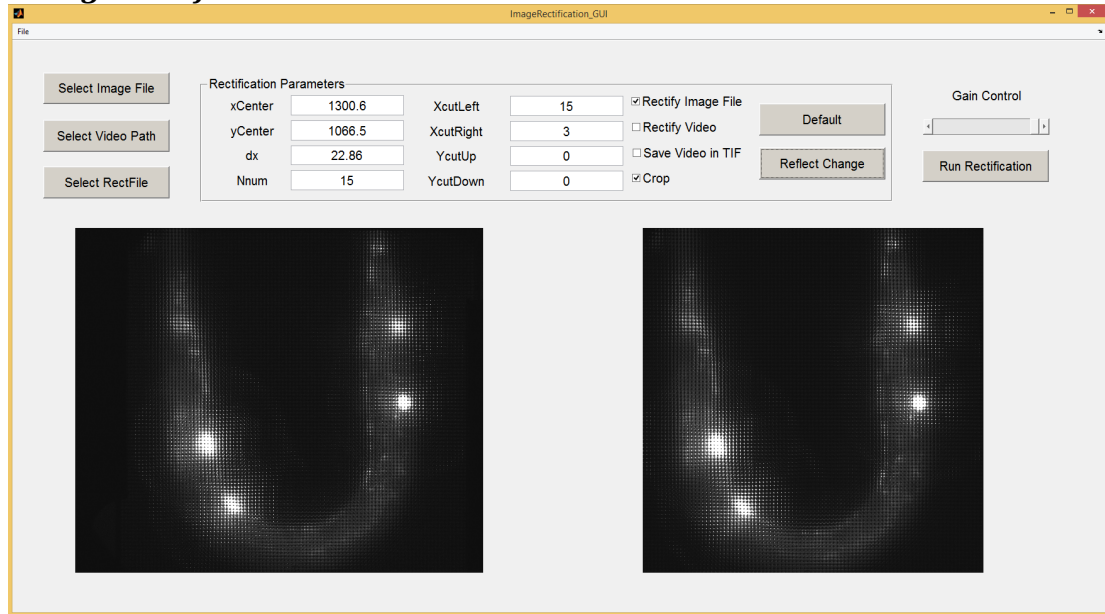 ImageRectification_GUI
File
Select Image File
Select Video Path
Select RectFile
Rectification Parameters
xCenter 1300.6
yCenter 1066.5
dx 22.86
Nnum 15
XcutLeft 15
XcutRight 3
YcutUp 0
YcutDown 0
Rectify Image File
Rectify Video
Save Video in TIF
Crop
Default
Reflect Change
Gain Control
Run Rectification